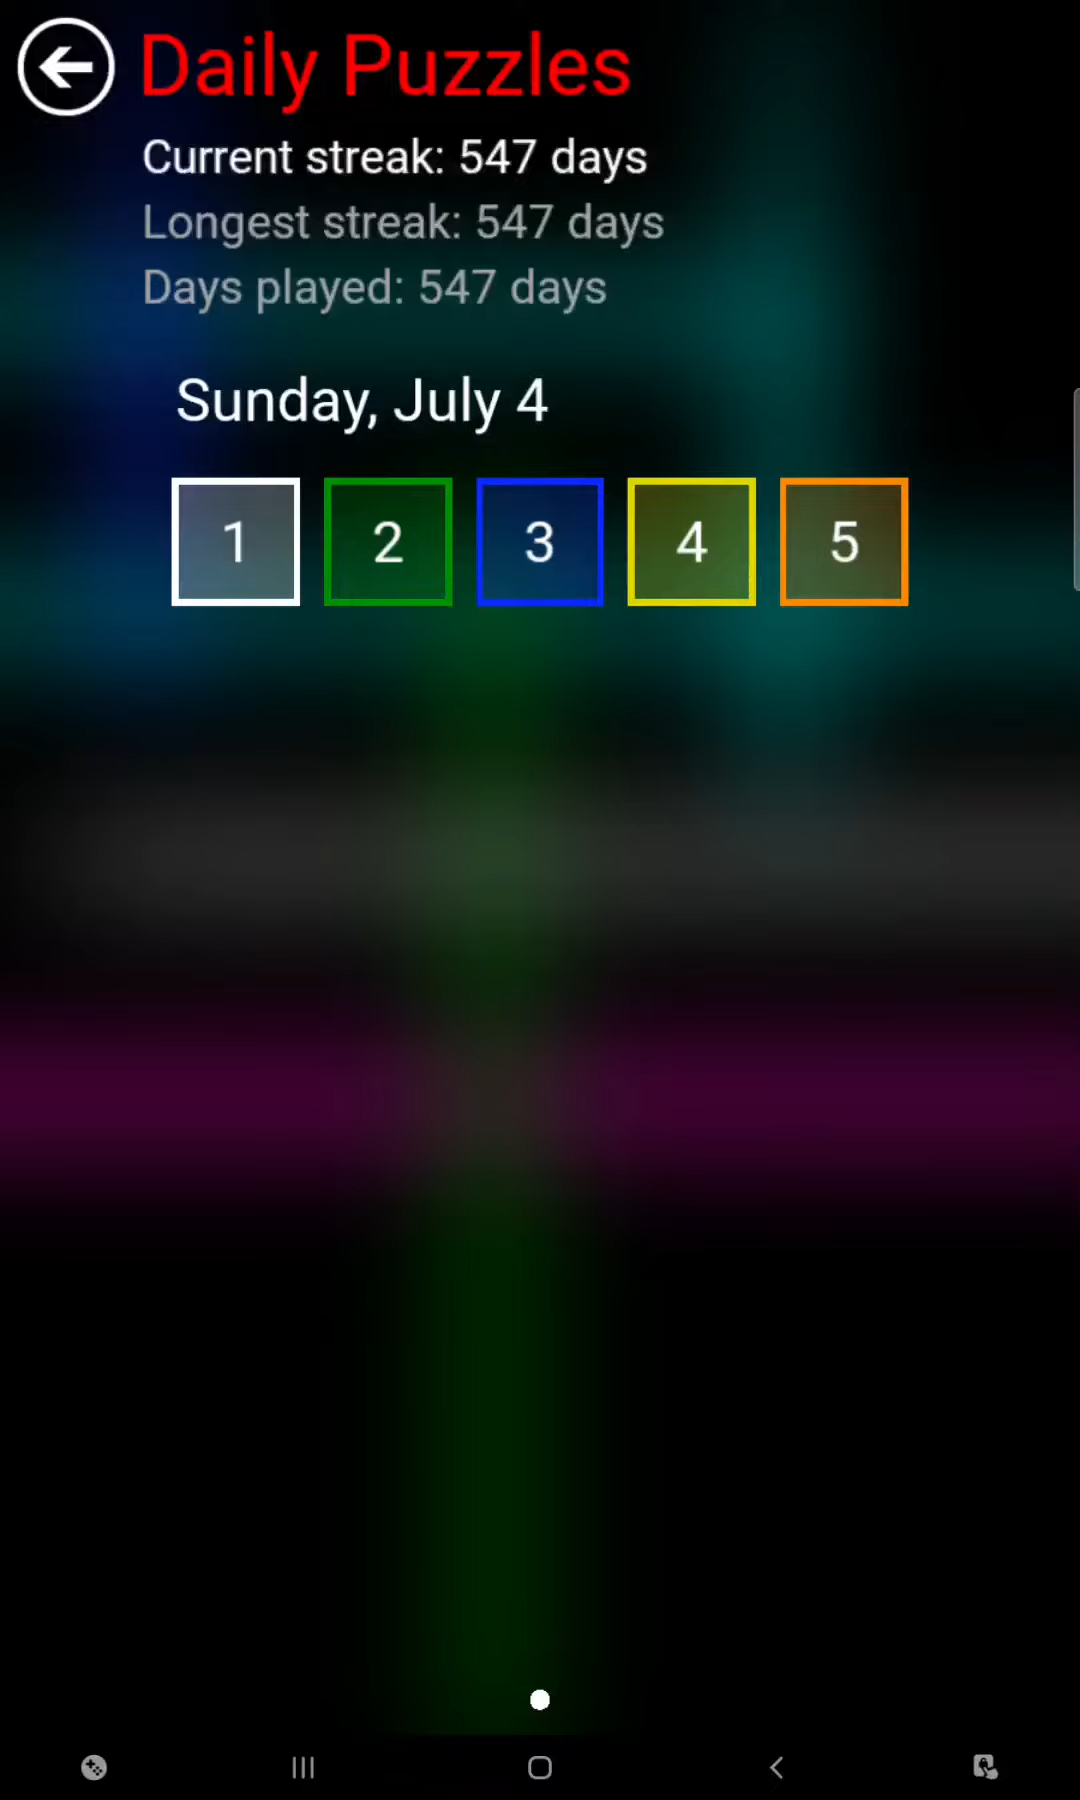 Daily Puzzles
Current streak: 547 days
Longest streak: 547 days
Days played: 547 days
Sunday, July 4
1 2 3 4 5